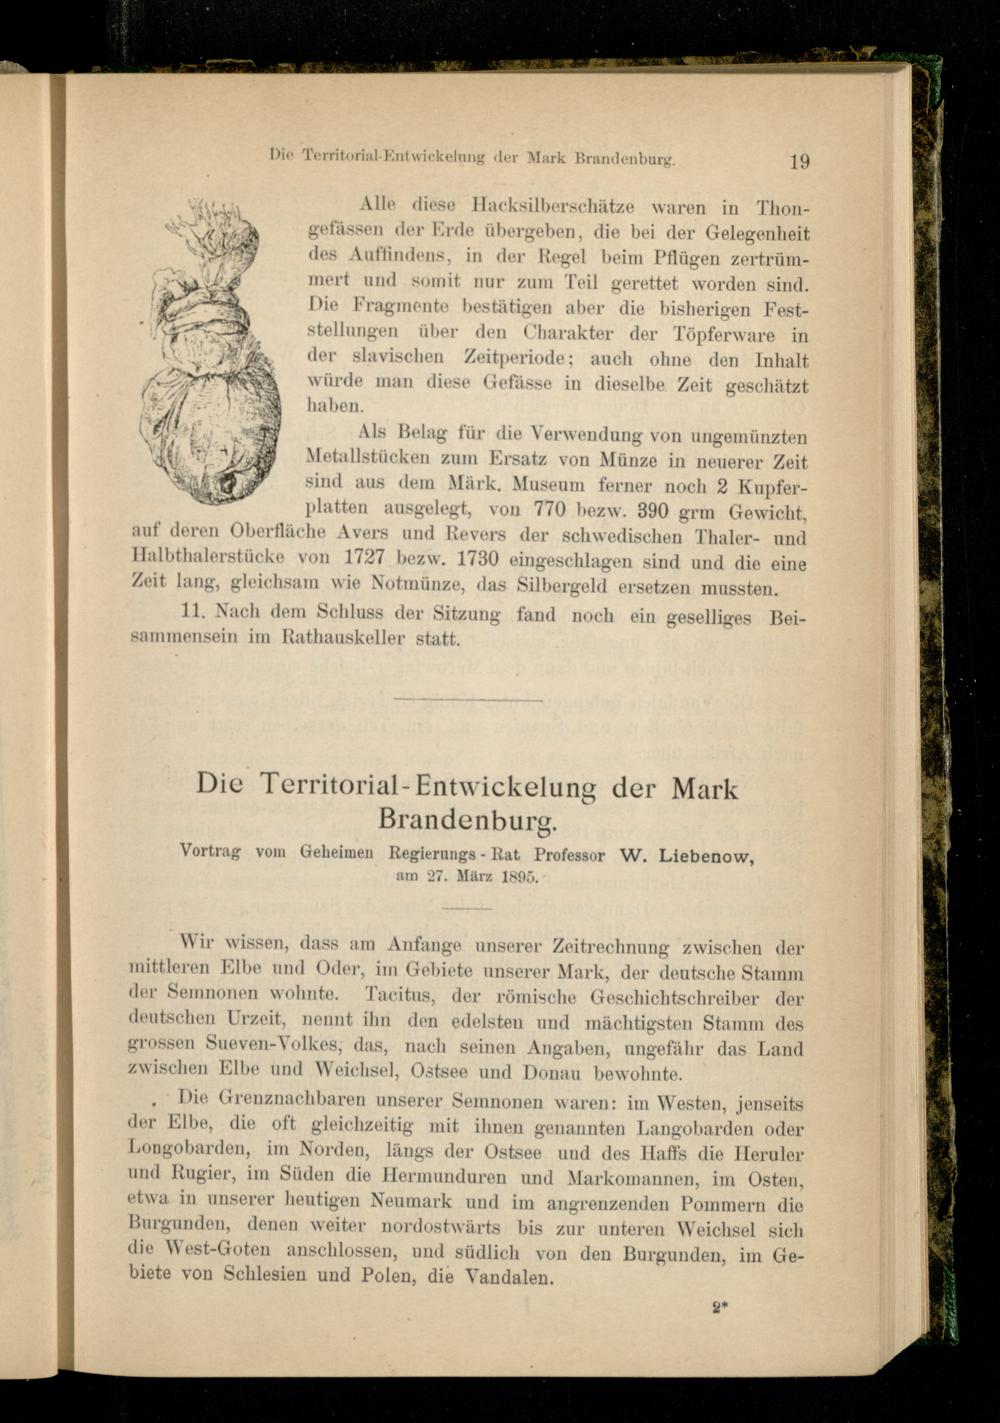 Die Territorial-Entwickelung der Mark Brandenburg. 19
Alle diese Hacksilberschätze waren in Thon-
gefässen der Erde übergeben, die bei der Gelegenheit
des Auffindens, in der Regel beim Pflügen zertrüm-
mert und somit nur zum Teil gerettet worden sind.
Die Fragmente bestätigen aber die bisherigen Fest-
stellungen über den Charakter der Töpferware in
der slavischen Zeitperiode; auch ohne den Inhalt
würde man diese Gefässe in dieselbe Zeit geschätzt
haben.
Als Belag für die Verwendung von ungemünzten
Metallstücken zum Ersatz von Münze in neuerer Zeit
sind aus dem Märk. Museum ferner noch 2 Kupfer-
platten ausgelegt, von 770 bezw. 390 grm Gewicht,
auf deren Oberfläche Avers und Revers der schwedischen Thaler- und
Halbthalerstücke von 1727 bezw. 1730 eingeschlagen sind und die eine
Zeit lang, gleichsam wie Notmünze, das Silbergeld ersetzen mussten.
11. Nach dem Schluss der Sitzung fand noch ein geselliges Bei-
sammensein im Rathauskeller statt.
Die Territorial-Entwickelung der Mark
Brandenburg.
Vortrag vom Geheimen Regierungs-Rat Professor W. Liebenow,
am 27. März 1895.
Wir wissen, dass am Anfange unserer Zeitrechnung zwischen der
mittleren Elbe und Oder, im Gebiete unserer Mark, der deutsche Stamm
der Semnonen wohnte. Tacitus, der römische Geschichtschreiber der
deutschen Urzeit, nennt ihn den edelsten und mächtigsten Stamm des
grossen Sueven-Volkes, das, nach seinen Angaben, ungefähr das Land
zwischen Elbe und Weichsel, Ostsee und Donau bewohnte.
Die Grenznachbaren unserer Semnonen waren: im Westen, jenseits
der Elbe, die oft gleichzeitig mit ihnen genannten Langobarden oder
Longobarden, im Norden, längs der Ostsee und des Haffs die Heruler
und Rugier, im Süden die Hermunduren und Markomannen, im Osten,
etwa in unserer heutigen Neumark und im angrenzenden Pommern die
Burgunden, denen weiter nordostwärts bis zur unteren Weichsel sich
die West-Goten anschlossen, und südlich von den Burgunden, im Ge-
biete von Schlesien und Polen, die Vandalen.
2*